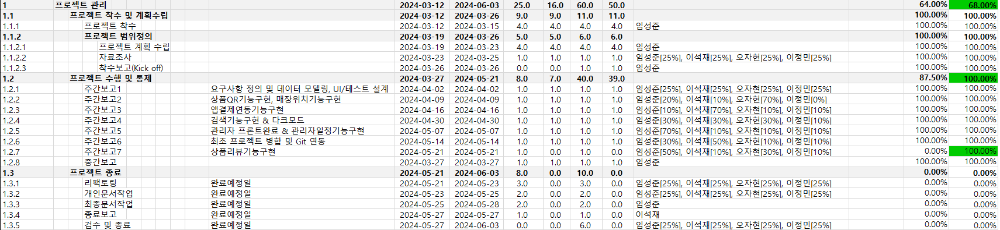 1 프로젝트 관리 2024-03-12 2024-06-03 25.0 16.0 60.0 50.0 64.00% 68.00%
1.1 프로젝트 착수 및 계획수립 2024-03-12 2024-03-26 9.0 9.0 11.0 11.0 100.00% 100.00%
1.1.1 프로젝트 착수 2024-03-12 2024-03-15 4.0 4.0 4.0 4.0 임성준 100.00% 100.00%
1.1.2 프로젝트 범위정의 2024-03-19 2024-03-26 5.0 5.0 6.0 6.0 100.00% 100.00%
1.1.2.1 프로젝트 계획 수립 2024-03-19 2024-03-23 4.0 4.0 4.0 4.0 임성준 100.00% 100.00%
1.1.2.2 자료조사 2024-03-23 2024-03-25 1.0 1.0 1.0 1.0 임성준[25%], 이석재[25%], 오자현[25%], 이정민[25%] 100.00% 100.00%
1.1.2.3 착수보고(Kick off) 2024-03-26 2024-03-26 0.0 0.0 1.0 1.0 임성준 100.00% 100.00%
1.2 프로젝트 수행 및 통제 2024-03-27 2024-05-21 8.0 7.0 40.0 39.0 87.50% 100.00%
1.2.1 주간보고1 요구사항 정의 및 데이터 모델링, UI/테스트 설계 2024-04-02 2024-04-02 1.0 1.0 1.0 1.0 임성준[25%], 이석재[25%], 오자현[25%], 이정민[25%] 100.00% 100.00%
1.2.2 주간보고2 상품QR기능구현, 매장위치기능구현 2024-04-09 2024-04-09 1.0 1.0 1.0 1.0 임성준[20%], 이석재[10%], 오자현[70%], 이정민[0%] 100.00% 100.00%
1.2.3 주간보고3 앱결제연동기능구현 2024-04-16 2024-04-16 1.0 1.0 1.0 1.0 임성준[10%], 이석재[70%], 오자현[10%], 이정민[10%] 100.00% 100.00%
1.2.4 주간보고4 검색기능구현 & 다크모드 2024-04-30 2024-04-30 1.0 1.0 1.0 1.0 임성준[30%], 이석재[30%], 오자현[30%], 이정민[10%] 100.00% 100.00%
1.2.5 주간보고5 관리자 프론트완료 & 관리자일정기능구현 2024-05-07 2024-05-07 1.0 1.0 1.0 1.0 임성준[70%], 이석재[10%], 오자현[10%], 이정민[10%] 100.00% 100.00%
1.2.6 주간보고6 최초 프로젝트 병합 및 Git 연동 2024-05-14 2024-05-14 1.0 1.0 1.0 1.0 임성준[30%], 이석재[50%], 오자현[10%], 이정민[10%] 100.00% 100.00%
1.2.7 주간보고7 상품리뷰기능구현 2024-05-21 2024-05-21 1.0 0.0 1.0 0.0 임성준[50%], 이석재[10%], 오자현[30%], 이정민[10%] 0.00% 100.00%
1.2.8 중간보고 2024-03-27 2024-03-27 1.0 1.0 1.0 1.0 임성준 100.00% 100.00%
1.3 프로젝트 종료 2024-05-21 2024-06-03 8.0 0.0 10.0 0.0 0.00% 0.00%
1.3.1 리팩토링 완료예정일 2024-05-21 2024-05-23 3.0 0.0 3.0 0.0 임성준[25%], 이석재[25%], 오자현[25%], 이정민[25%] 0.00% 0.00%
1.3.2 개인문서작업 완료예정일 2024-05-23 2024-05-25 2.0 0.0 2.0 0.0 임성준[25%], 이석재[25%], 오자현[25%], 이정민[25%] 0.00% 0.00%
1.3.3 최종문서작업 완료예정일 2024-05-25 2024-05-28 2.0 0.0 2.0 0.0 임성준 0.00% 0.00%
1.3.4 종료보고 완료예정일 2024-05-27 2024-05-27 1.0 0.0 1.0 0.0 이석재 0.00% 0.00%
1.3.5 검수 및 종료 완료예정일 2024-05-27 2024-06-03 0.0 0.0 6.0 0.0 임성준[25%], 이석재[25%], 오자현[25%], 이정민[25%] 0.00% 0.00%